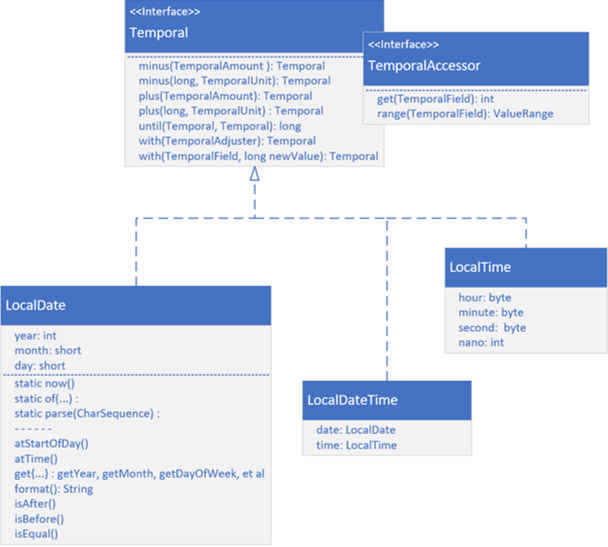 <<Interface>>
Temporal
minus(TemporalAmount ): Temporal
minus(long, TemporalUnit): Temporal
plus(TemporalAmount): Temporal
plus(long, TemporalUnit) : Temporal
until(Temporal, Temporal): long
with(TemporalAdjuster): Temporal
with(TemporalField, long newValue): Temporal
<<Interface>>
TemporalAccessor
get(TemporalField): int
range(TemporalField): ValueRange
LocalDate
year: int
month: short
day: short
static now()
static of(...) :
static parse(CharSequence) :
- - - - - -
atStartOfDay()
atTime()
get{...} : getYear, getMonth, getDayOfWeek, et al
format(): String
isAfter()
isBefore()
isEqual()
LocalDateTime
date: LocalDate
time: LocalTime
LocalTime
hour: byte
minute: byte
second:  byte
nano: int